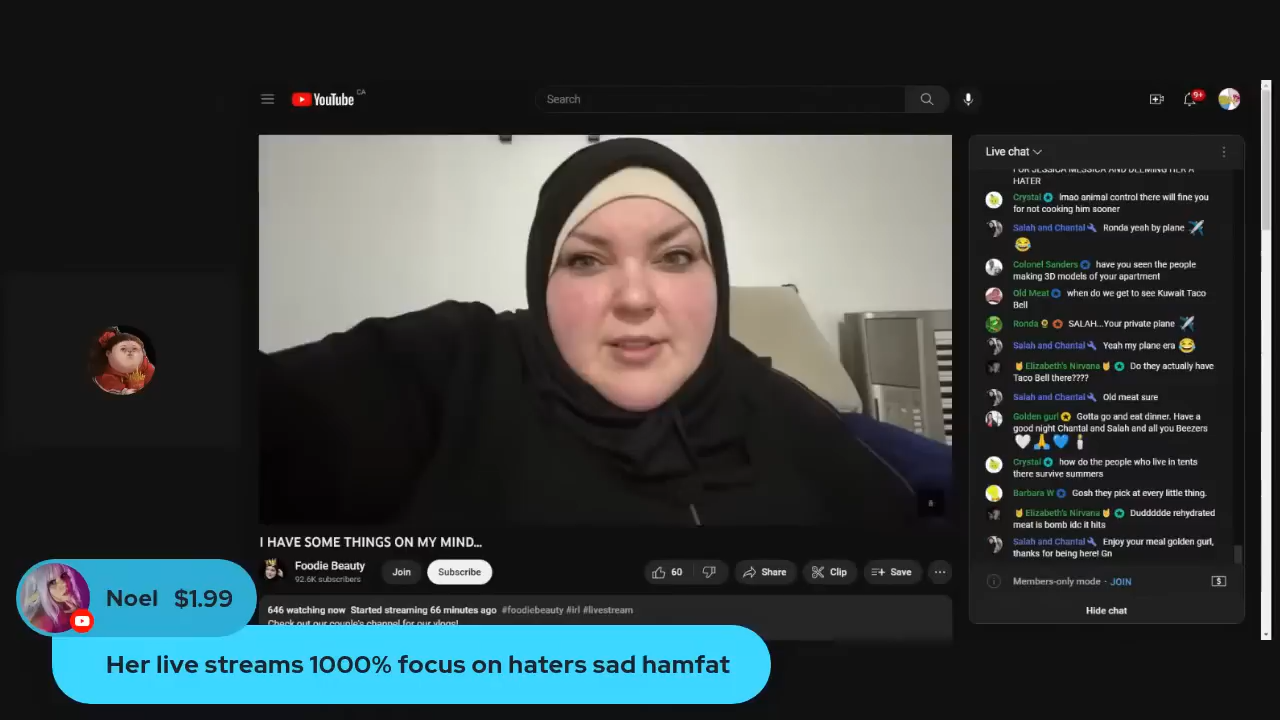 YouTube CA
Search
9+
Live chat
FOR JESSICA MESSICA AND DEEMING HER A
HATER
Crystal lmao animal control there will fine you
for not cooking him sooner
Salah and Chantal Ronda yeah by plane
Colonel Sanders have you seen the people
making 3D models of your apartment
Old Meat when do we get to see Kuwait Taco
Bell
Ronda SALAH...Your private plane
Salah and Chantal Yeah my plane era
Elizabeth's Nirvana Do they actually have
Taco Bell there????
Salah and Chantal Old meat sure
Golden gurl Gotta go and eat dinner. Have a
good night Chantal and Salah and all you Beezers
Crystal how do the people who live in tents
there survive summers
Barbara W Gosh they pick at every little thing.
Elizabeth's Nirvana Duddddde rehydrated
meat is bomb idc it hits
Salah and Chantal Enjoy your meal golden gurl,
thanks for being here! Gn
Members-only mode - JOIN
Hide chat
I HAVE SOME THINGS ON MY MIND...
Foodie Beauty
92.6K subscribers
Join
Subscribe
60
Share
Clip
Save
646 watching now Started streaming 66 minutes ago #foodiebeauty #irl #livestream
Check out our couple's channel for our vlogs!
Noel $1.99
Her live streams 1000% focus on haters sad hamfat